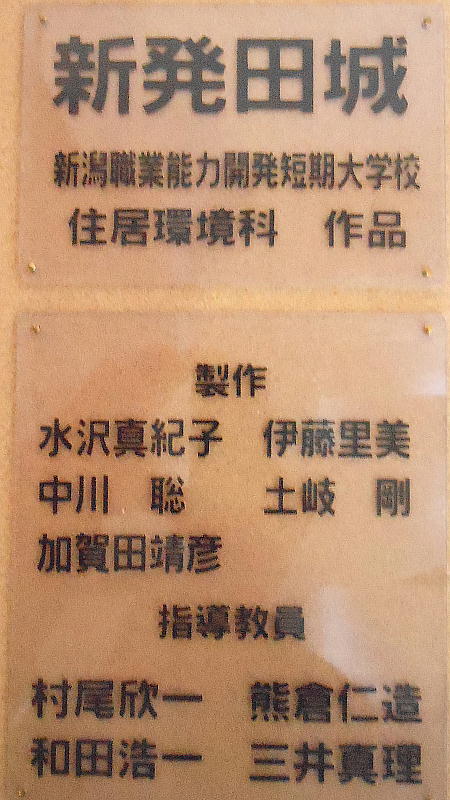 新発田城
新潟職業能力開発短期大学校
住居環境科　作品
製作
水沢真紀子　伊藤里美
中川　聡　土岐　剛
加賀田靖彦
指導教員
村尾欣一　熊倉仁造
和田浩一　三井真理